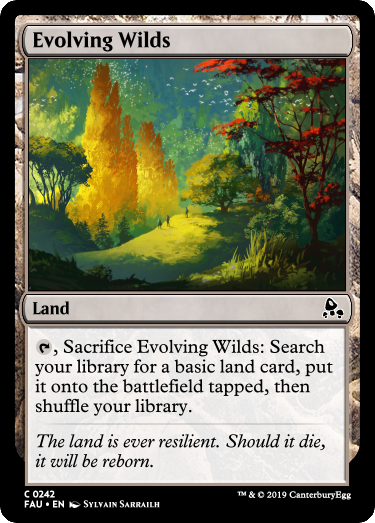 Evolving Wilds
Land
, Sacrifice Evolving Wilds: Search
your library for a basic land card, put
it onto the battlefield tapped, then
shuffle your library.
The land is ever resilient. Should it die,
it will be reborn.
C 0242
FAU • EN Sylvain Sarrailh
™ & © 2019 CanterburyEgg